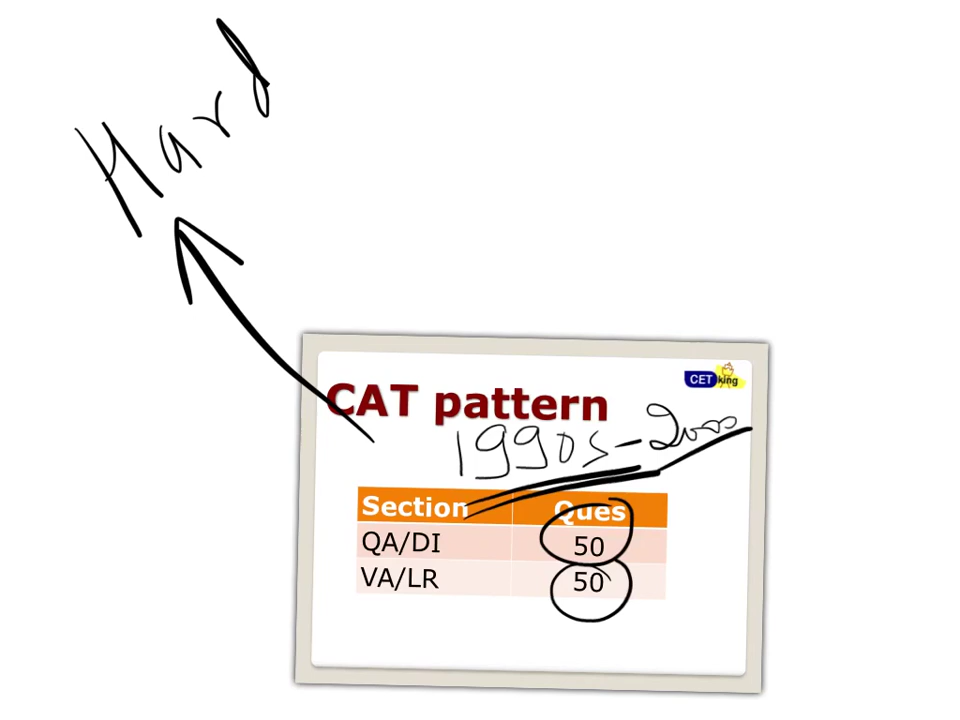 Hard
CET king
CAT pattern
1990s-2000
Section Ques
QA/DI 50
VA/LR 50